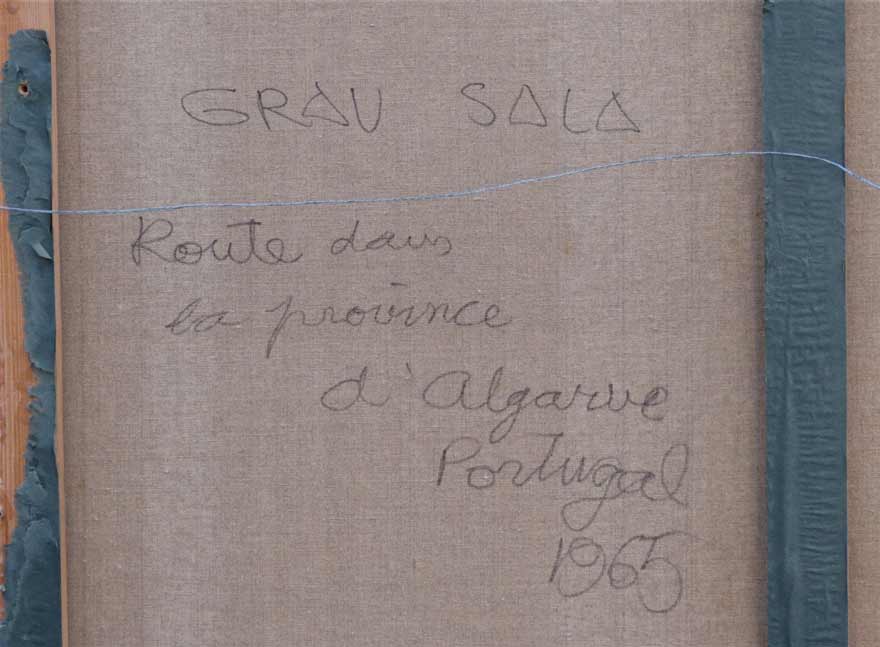 GRAU SALA
Route dans
la province
d'Algarve
Portugal
1965